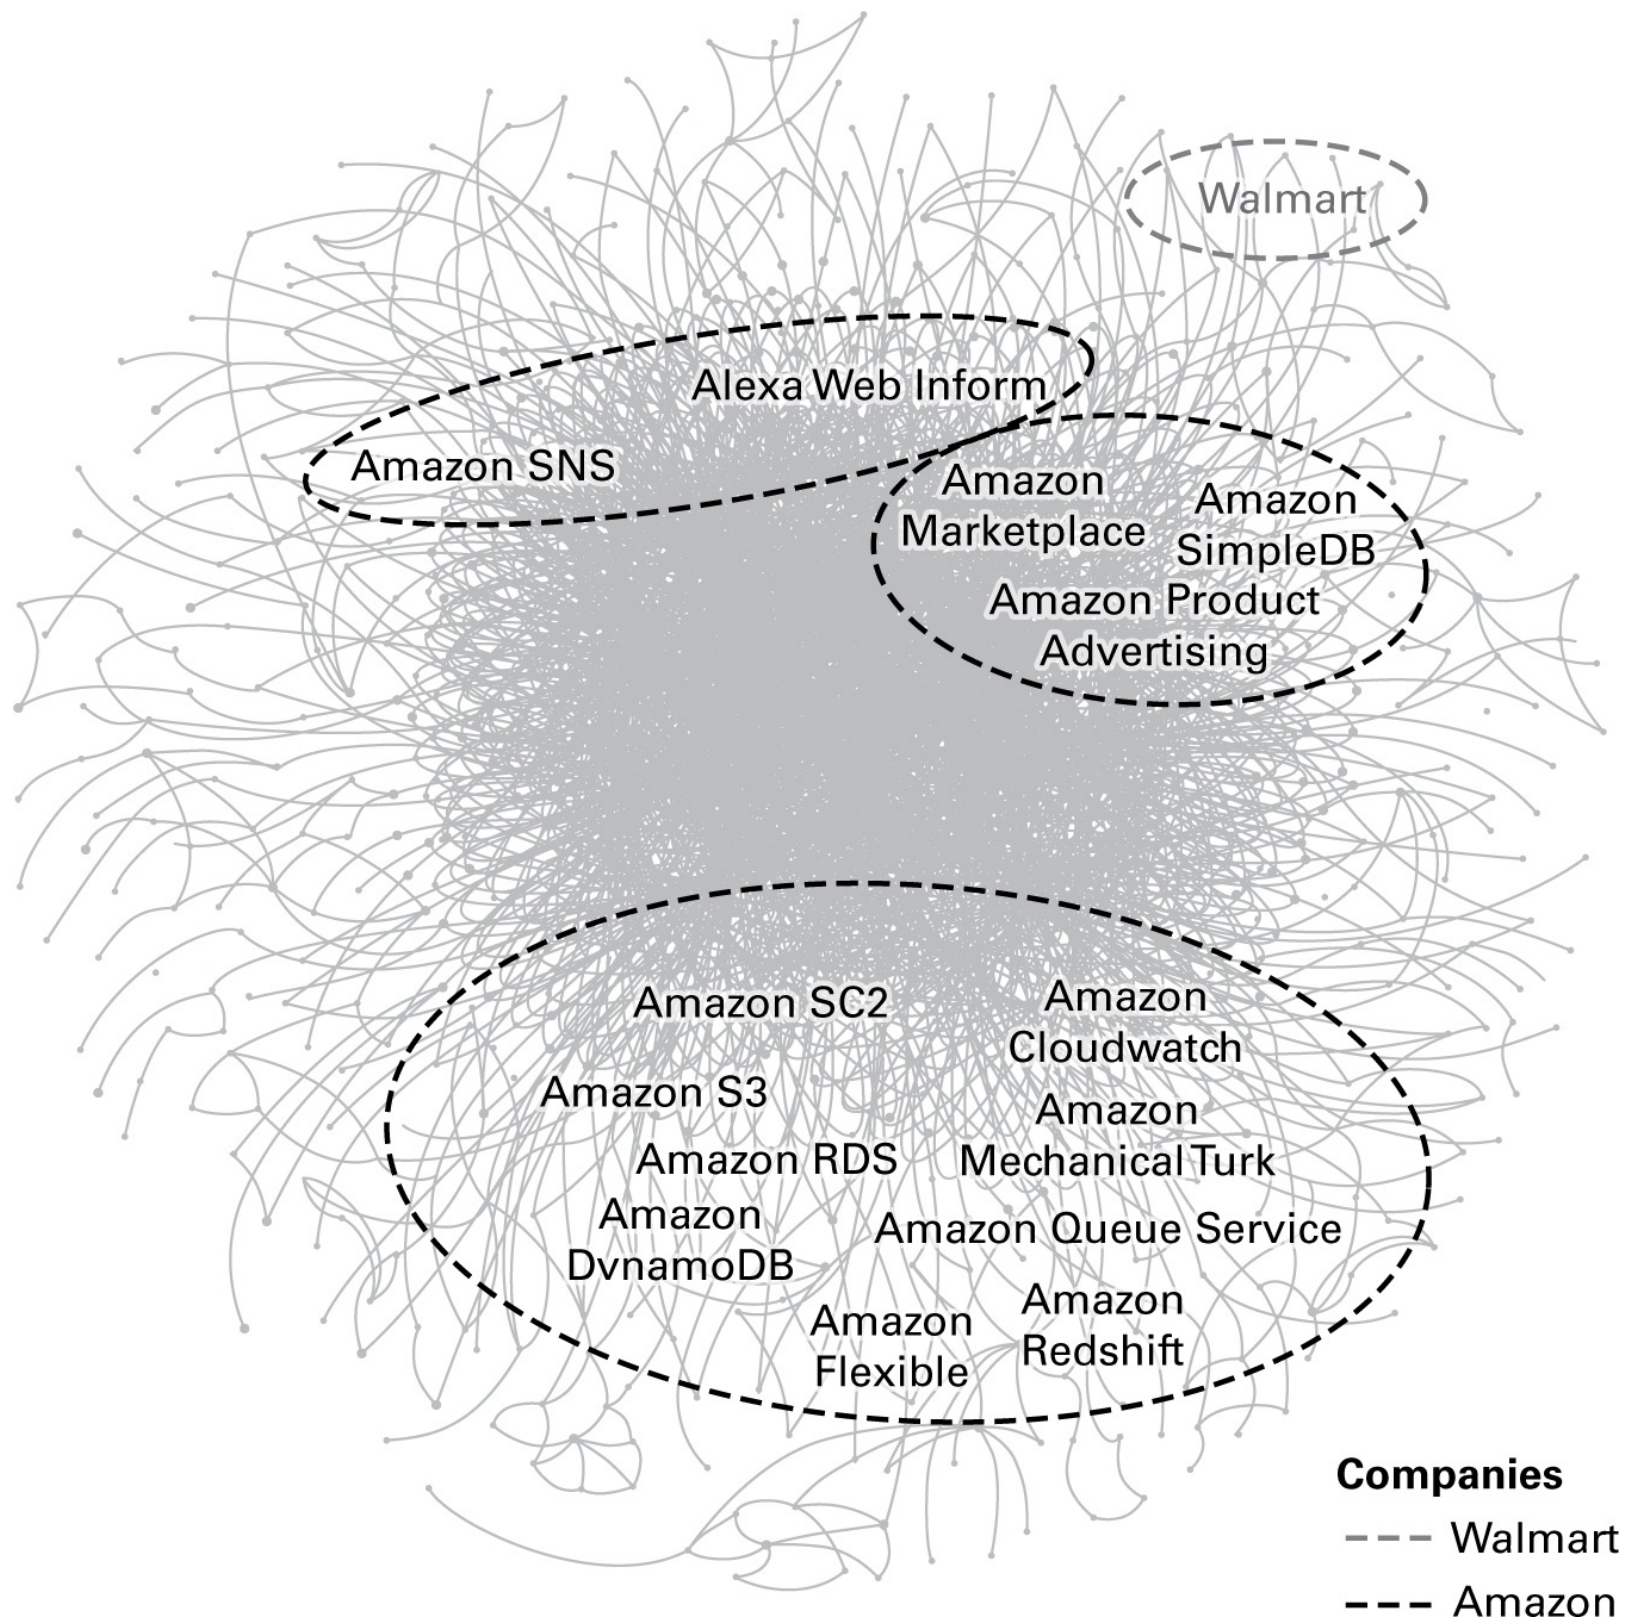 Walmart
Alexa Web Inform
Amazon SNS
Amazon
Marketplace
Amazon
SimpleDB
Amazon Product
Advertising
Amazon SC2
Amazon
Cloudwatch
Amazon S3
Amazon
Mechanical Turk
Amazon RDS
Amazon
DvnamoDB
Amazon Queue Service
Amazon
Flexible
Amazon
Redshift
Companies
Walmart
Amazon